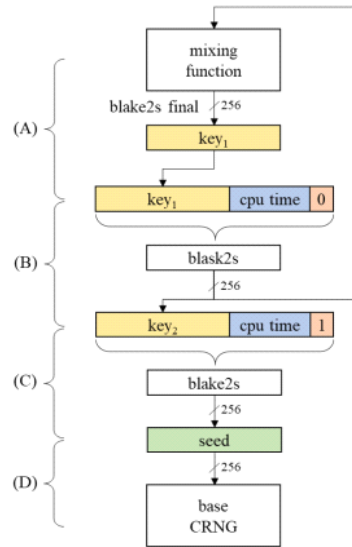 mixing
function
blake2s final 256
(A)
key₁
key₁ cpu time 0
(B)
blask2s
256
key₂ cpu time 1
(C)
blake2s
256
seed
(D)
256
base
CRNG